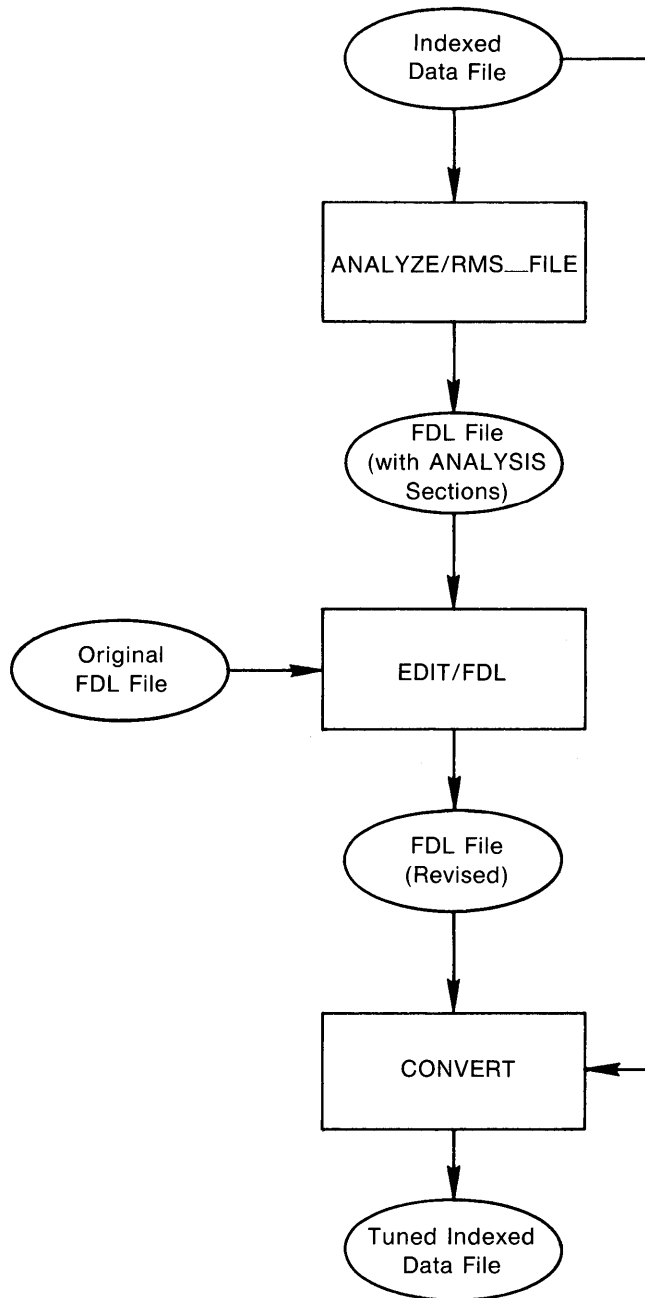 Indexed
Data File
ANALYZE/RMS__FILE
FDL File
(with ANALYSIS
Sections)
Original
FDL File
EDIT/FDL
FDL File
(Revised)
CONVERT
Tuned Indexed
Data File